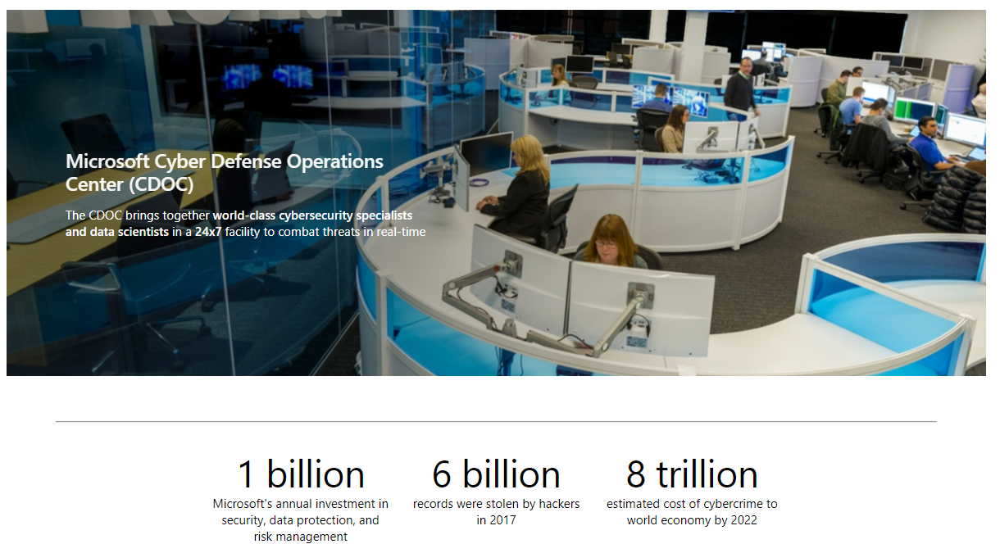 Microsoft Cyber Defense Operations
Center (CDOC)
The CDOC brings together world-class cybersecurity specialists
and data scientists in a 24x7 facility to combat threats in real-time
1 billion
Microsoft's annual investment in
security, data protection, and
risk management
6 billion
records were stolen by hackers
in 2017
8 trillion
estimated cost of cybercrime to
world economy by 2022